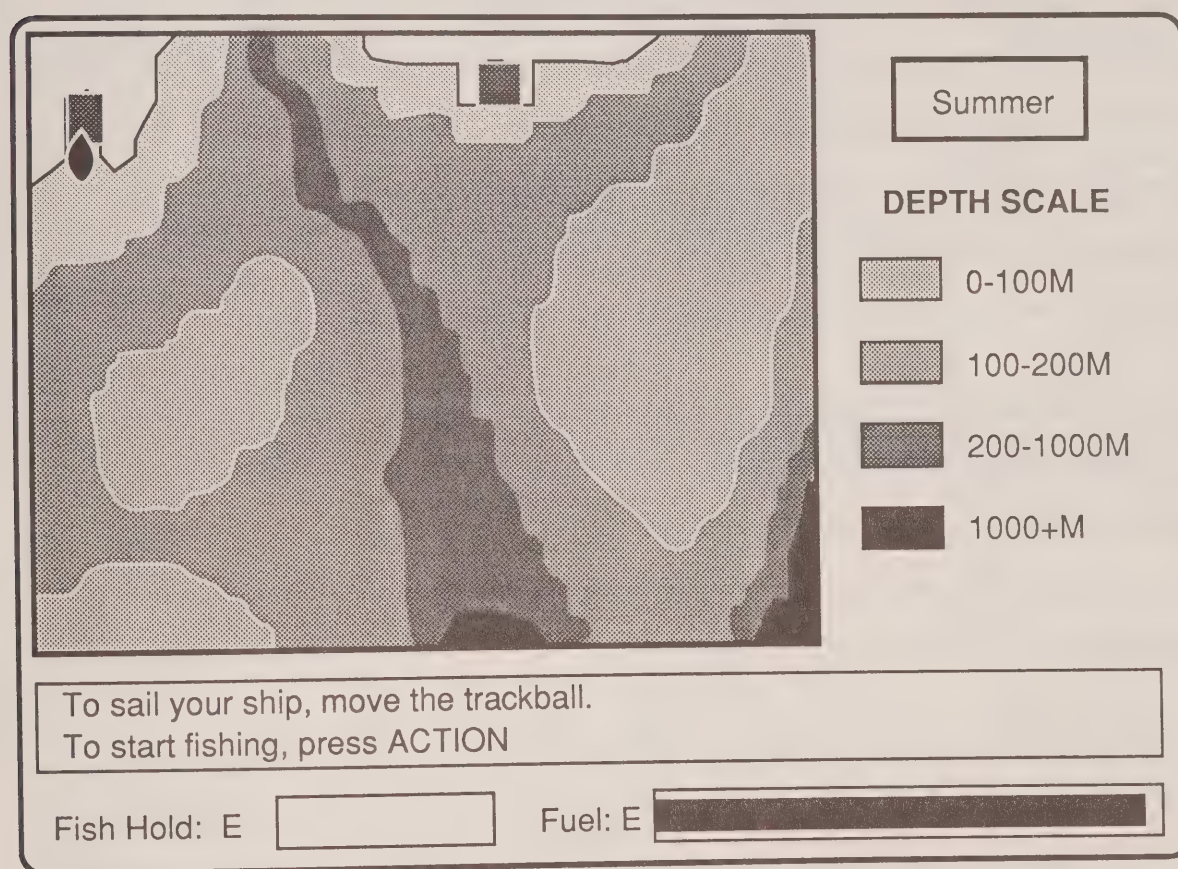 Summer
DEPTH SCALE
0-100M
100-200M
200-1000M
1000+M
To sail your ship, move the trackball.
To start fishing, press ACTION
Fish Hold: E
Fuel: E